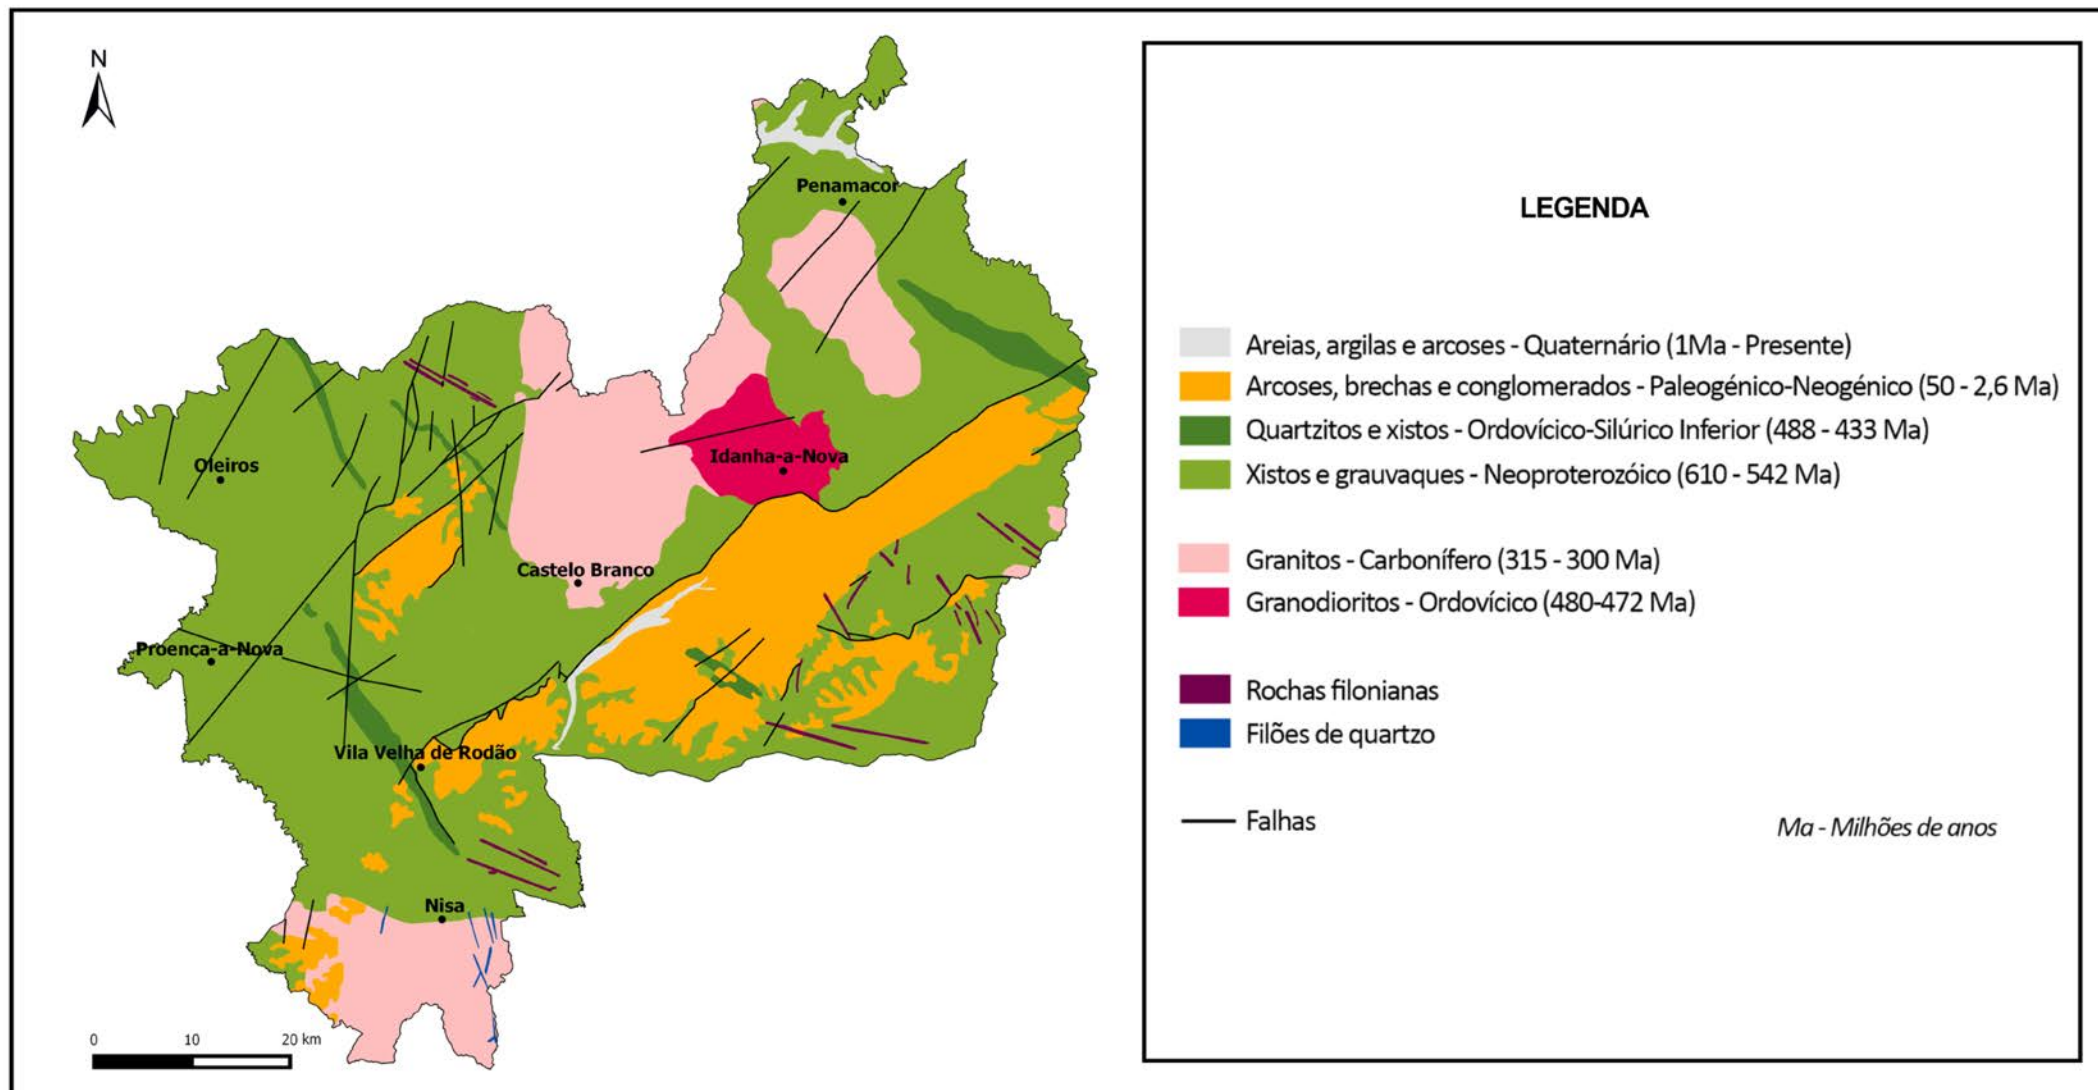 N
Penamacor
Oleiros
Idanha-a-Nova
Castelo Branco
Proença-a-Nova
Vila Velha de Rodão
Nisa
0 10 20 km
LEGENDA
Areias, argilas e arcoses - Quaternário (1Ma - Presente)
Arcoses, brechas e conglomerados - Paleogénico-Neogénico (50 - 2,6 Ma)
Quartzitos e xistos - Ordovícico-Silúrico Inferior (488 - 433 Ma)
Xistos e grauvaques - Neoproterozóico (610 - 542 Ma)
Granitos - Carbonífero (315 - 300 Ma)
Granodioritos - Ordovícico (480-472 Ma)
Rochas filonianas
Filões de quartzo
Falhas
Ma - Milhões de anos